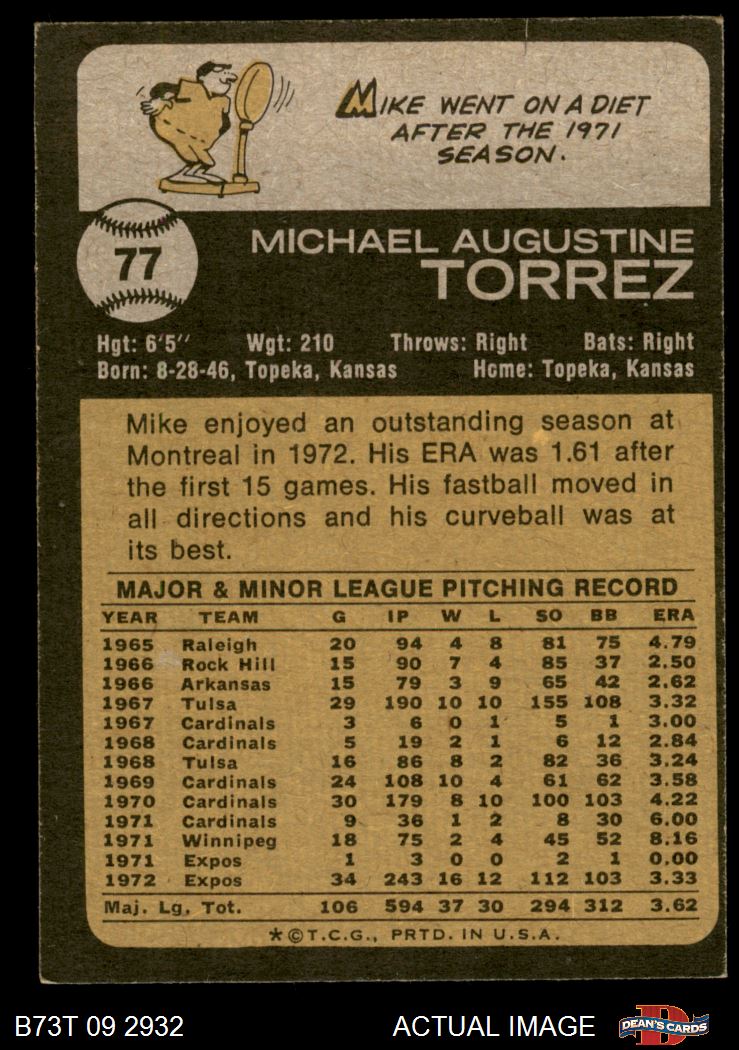 MIKE WENT ON A DIET
AFTER THE 1971
SEASON.
77
MICHAEL AUGUSTINE
TORREZ
Hgt: 6'5" Wgt: 210 Throws: Right Bats: Right
Born: 8-28-46, Topeka, Kansas Home: Topeka, Kansas
Mike enjoyed an outstanding season at
Montreal in 1972. His ERA was 1.61 after
the first 15 games. His fastball moved in
all directions and his curveball was at
its best.
MAJOR & MINOR LEAGUE PITCHING RECORD
YEAR TEAM G IP W L SO BB ERA
1965 Raleigh 20 94 4 8 81 75 4.79
1966 Rock Hill 15 90 7 4 85 37 2.50
1966 Arkansas 15 79 3 9 65 42 2.62
1967 Tulsa 29 190 10 10 155 108 3.32
1967 Cardinals 3 6 0 1 5 1 3.00
1968 Cardinals 5 19 2 1 6 12 2.84
1968 Tulsa 16 86 8 2 82 36 3.24
1969 Cardinals 24 108 10 4 61 62 3.58
1970 Cardinals 30 179 8 10 100 103 4.22
1971 Cardinals 9 36 1 2 8 30 6.00
1971 Winnipeg 18 75 2 4 45 52 8.16
1971 Expos 1 3 0 0 2 1 0.00
1972 Expos 34 243 16 12 112 103 3.33
Maj. Lg. Tot. 106 594 37 30 294 312 3.62
*©T.C.G., PRTD. IN U.S.A.
B73T 09 2932 ACTUAL IMAGE
D
DEAN'S CARDS